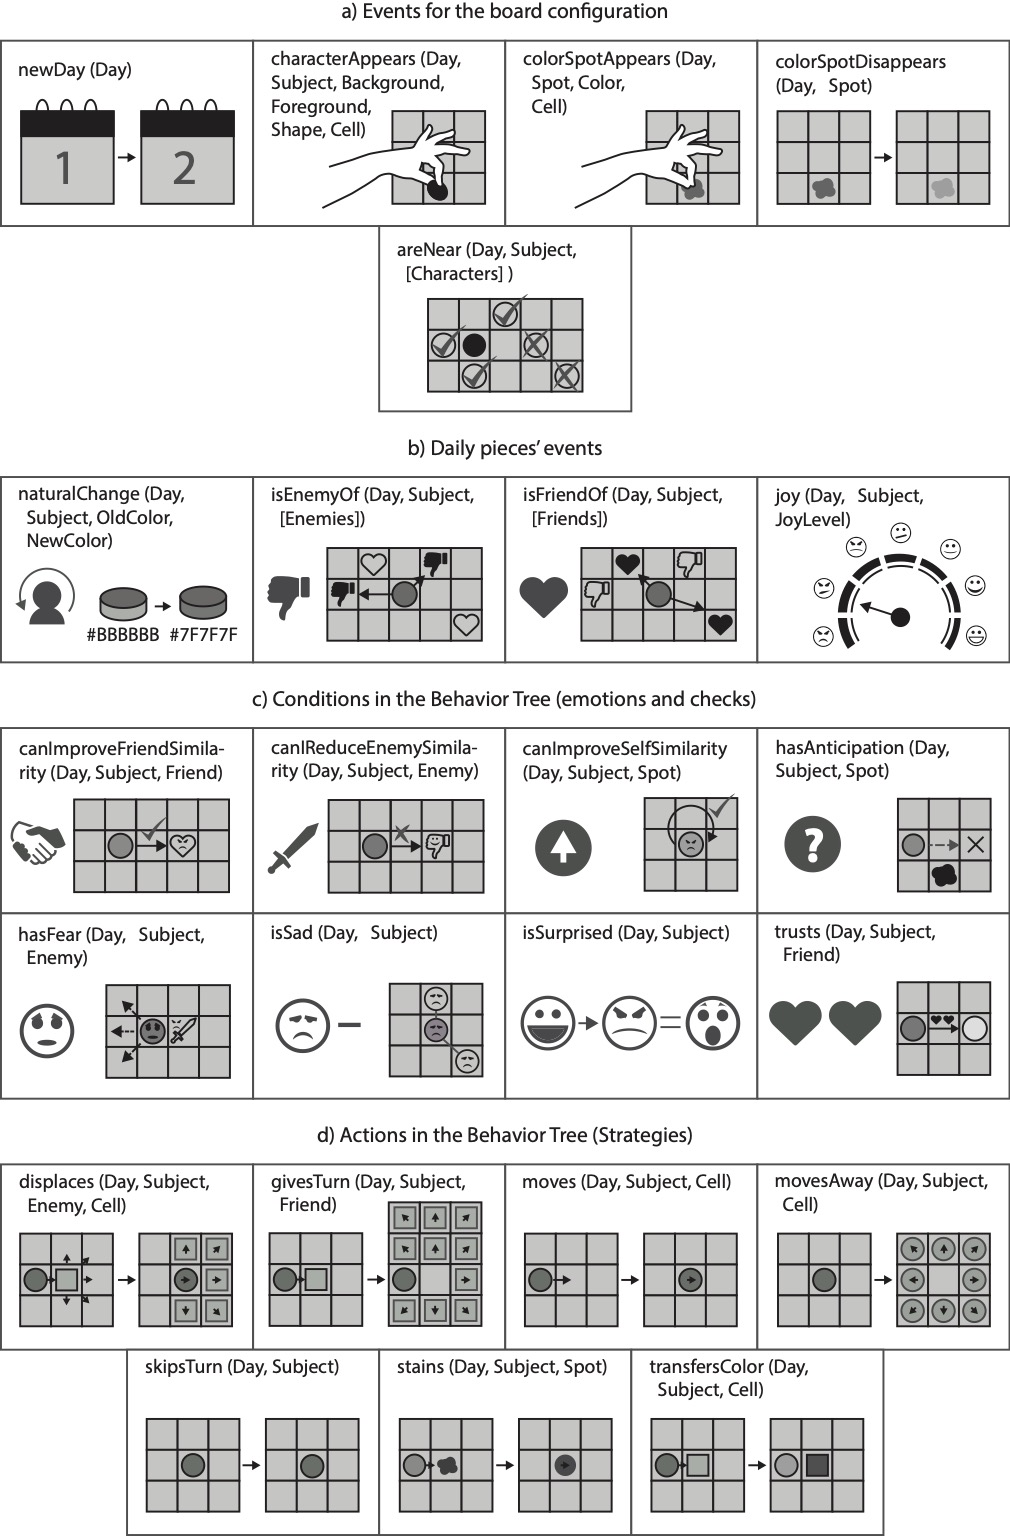 a) Events for the board configuration
newDay (Day)
1
2
characterAppears (Day,
Subject, Background,
Foreground,
Shape, Cell)
colorSpotAppears (Day,
Spot, Color,
Cell)
colorSpotDisappears
(Day, Spot)
areNear (Day, Subject,
[Characters] )
b) Daily pieces' events
naturalChange (Day,
Subject, OldColor,
NewColor)
#BBBBBB #7F7F7F
isEnemyOf (Day, Subject,
[Enemies])
isFriendOf (Day, Subject,
[Friends])
joy (Day, Subject,
JoyLevel)
c) Conditions in the Behavior Tree (emotions and checks)
canImproveFriendSimila-
rity (Day, Subject, Friend)
canIReduceEnemySimila-
rity (Day, Subject, Enemy)
canImproveSelfSimilarity
(Day, Subject, Spot)
hasAnticipation (Day,
Subject, Spot)
?
hasFear (Day, Subject,
Enemy)
isSad (Day, Subject)
isSurprised (Day, Subject)
trusts (Day, Subject,
Friend)
d) Actions in the Behavior Tree (Strategies)
displaces (Day, Subject,
Enemy, Cell)
givesTurn (Day, Subject,
Friend)
moves (Day, Subject, Cell)
movesAway (Day, Subject,
Cell)
skipsTurn (Day, Subject)
stains (Day, Subject, Spot)
transfersColor (Day,
Subject, Cell)